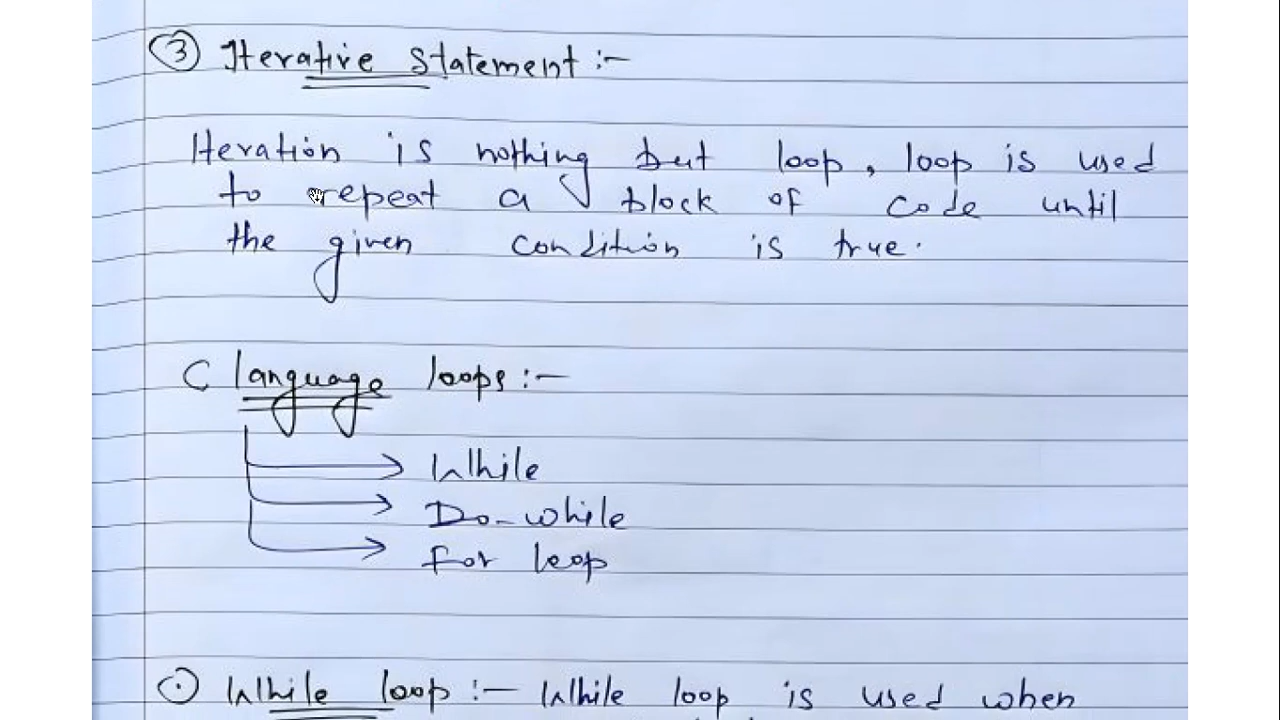 ③ Iterative Statement :-
Iteration is nothing but loop, loop is used
to repeat a block of code until
the given condition is true.
C language loops :-
→ While
→ Do-while
→ for loop
⊙ While loop :- While loop is used when